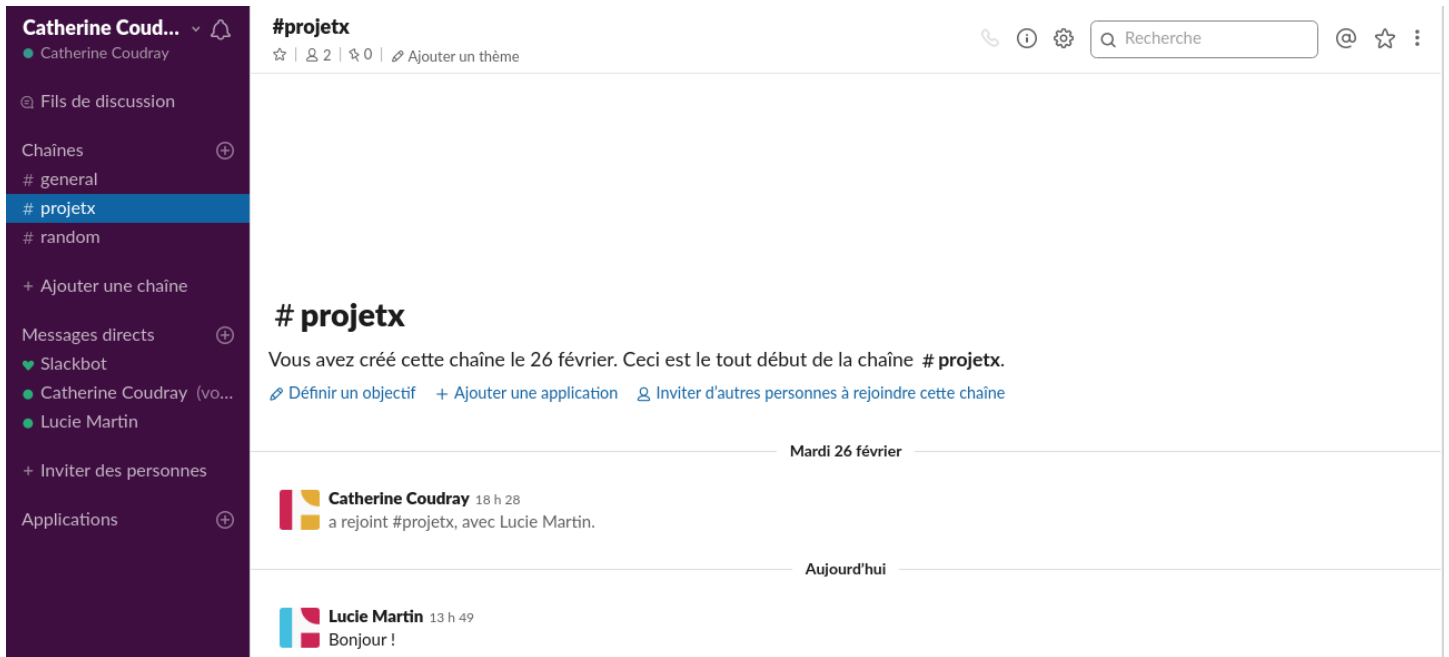 Catherine Coud...
Catherine Coudray
Fils de discussion
Chaînes
# general
# projetx
# random
+ Ajouter une chaîne
Messages directs
Slackbot
Catherine Coudray (vo...
Lucie Martin
+ Inviter des personnes
Applications
#projetx
2 | 0 | Ajouter un thème
Recherche
@
# projetx
Vous avez créé cette chaîne le 26 février. Ceci est le tout début de la chaîne # projetx.
Définir un objectif + Ajouter une application Inviter d'autres personnes à rejoindre cette chaîne
Mardi 26 février
Catherine Coudray 18 h 28
a rejoint #projetx, avec Lucie Martin.
Aujourd'hui
Lucie Martin 13 h 49
Bonjour !